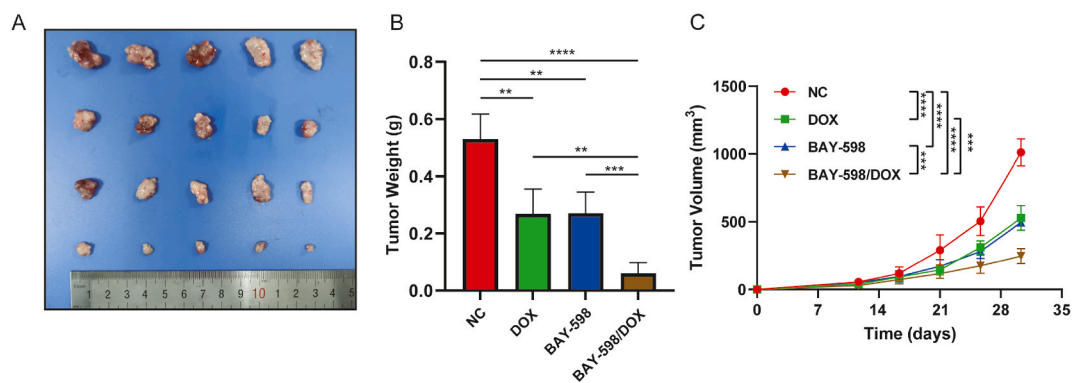 A
1 2 3 4 5 6 7 8 9 10 1 2 3 4 5
B
Tumor Weight (g)
0.8
0.6
0.4
0.2
0.0
****
**
**
**
***
NC
DOX
BAY-598
BAY-598/DOX
C
Tumor Volume (mm³)
1500
1000
500
0
NC
DOX
BAY-598
BAY-598/DOX
****
***
****
****
***
0 7 14 21 28 35
Time (days)